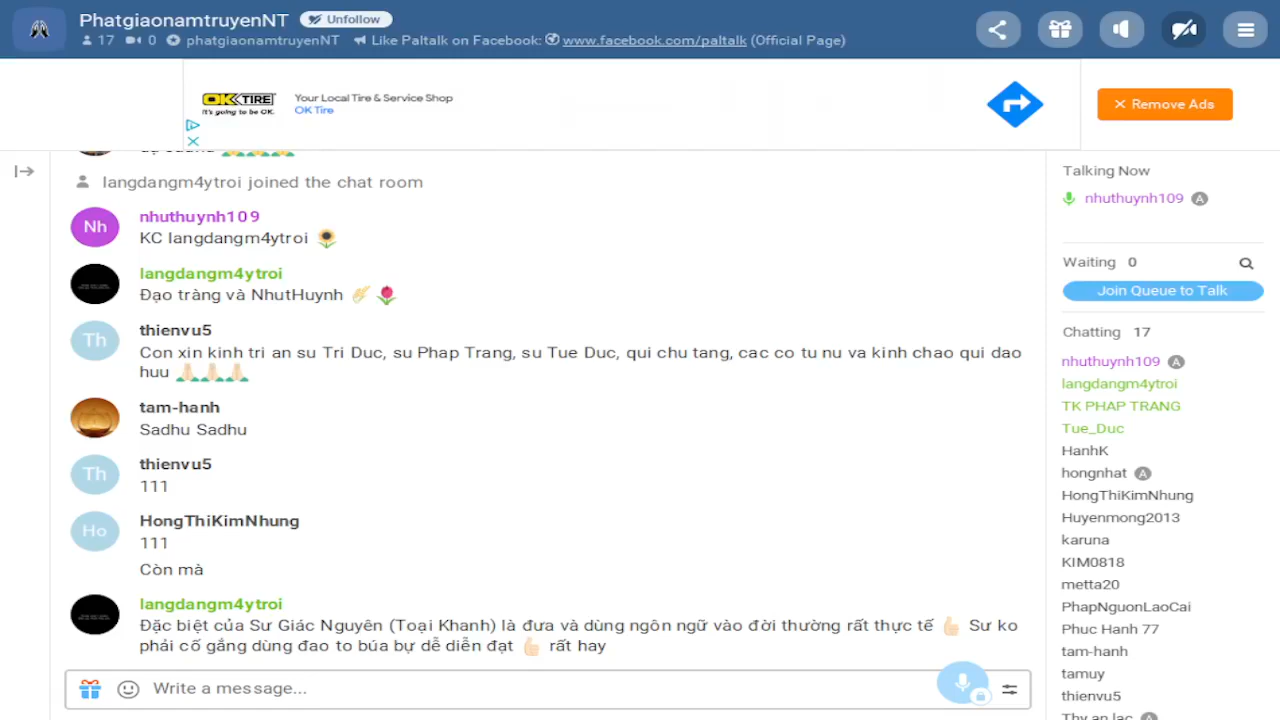 PhatgiaonamtruyenNT Unfollow
17 0 phatgiaonamtruyenNT Like Paltalk on Facebook: www.facebook.com/paltalk (Official Page)
OK TIRE
It's going to be OK.
Your Local Tire & Service Shop
OK Tire
Remove Ads
langdangm4ytroi joined the chat room
Nh
nhuthuynh109
KC langdangm4ytroi
langdangm4ytroi
Đạo tràng và NhutHuynh
Th
thienvu5
Con xin kinh tri an su Tri Duc, su Phap Trang, su Tue Duc, qui chu tang, cac co tu nu va kinh chao qui dao
huu
tam-hanh
Sadhu Sadhu
Th
thienvu5
111
Ho
HongThiKimNhung
111
Còn mà
langdangm4ytroi
Đặc biệt của Sư Giác Nguyên (Toại Khanh) là đưa và dùng ngôn ngữ vào đời thường rất thực tế Sư ko
phải cố gắng dùng đao to búa bự dễ diễn đạt rất hay
Write a message...
Talking Now
nhuthuynh109 A
Waiting 0
Join Queue to Talk
Chatting 17
nhuthuynh109 A
langdangm4ytroi
TK PHAP TRANG
Tue_Duc
HanhK
hongnhat A
HongThiKimNhung
Huyenmong2013
karuna
KIM0818
metta20
PhapNguonLaoCai
Phuc Hanh 77
tam-hanh
tamuy
thienvu5
Thy an lac A